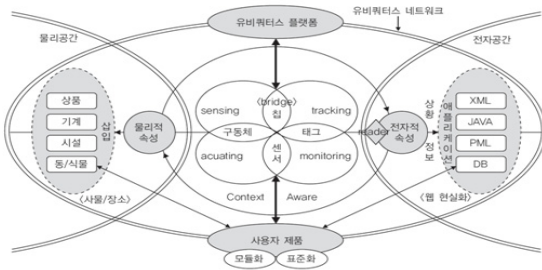 유비쿼터스 플랫폼
유비쿼터스 네트워크
물리공간
전자공간
상품
기계
시설
동/식물
삽입
〈사물/장소〉
물리적
속성
sensing
〈bridge〉
칩
tracking
구동체
태그
센서
acuating
monitoring
Context Aware
reader
전자적
속성
상황 정보
애플리케이션
XML
JAVA
PML
DB
〈웹 현실화〉
사용자 제품
모듈화
표준화